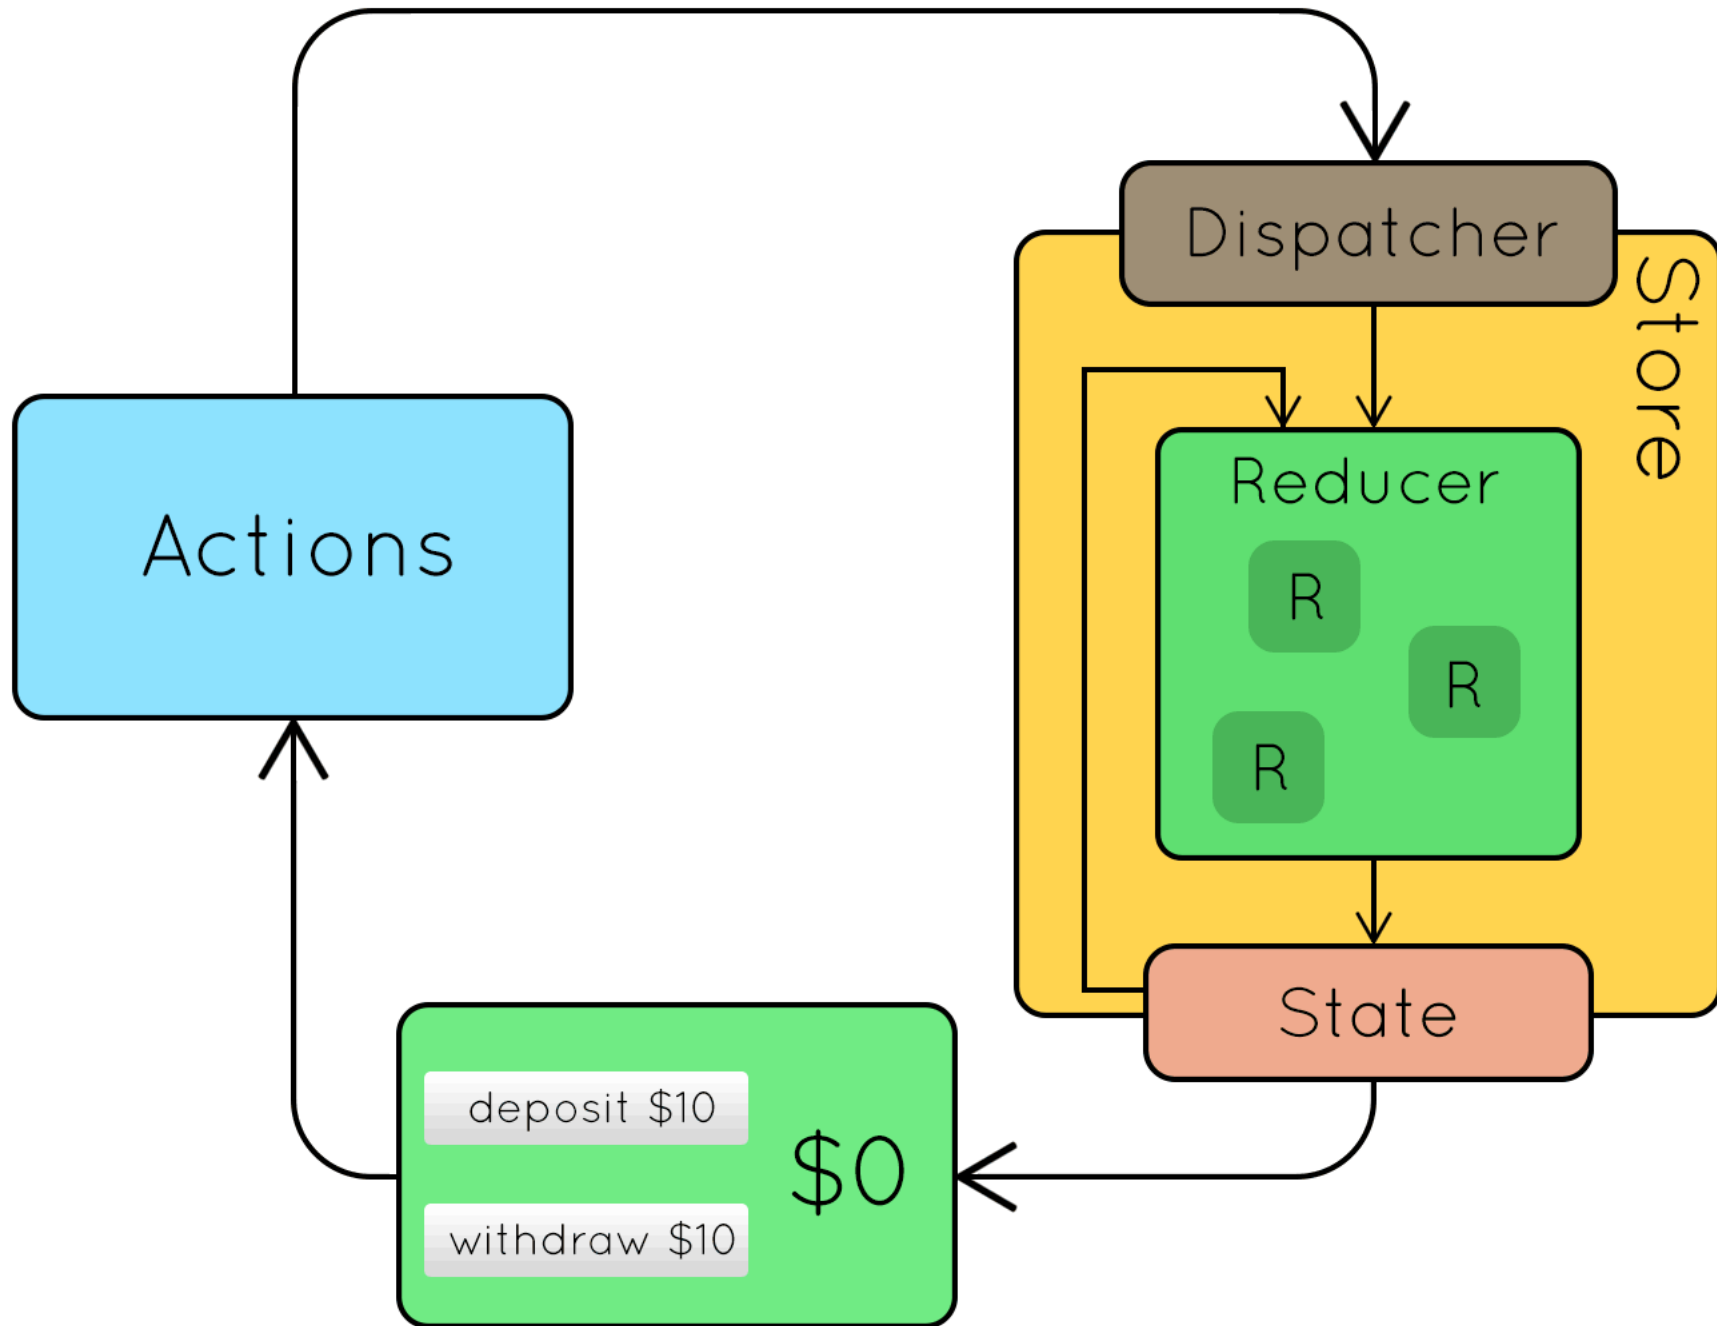 Dispatcher
Store
Reducer
R
R
R
Actions
State
deposit $10
$0
withdraw $10